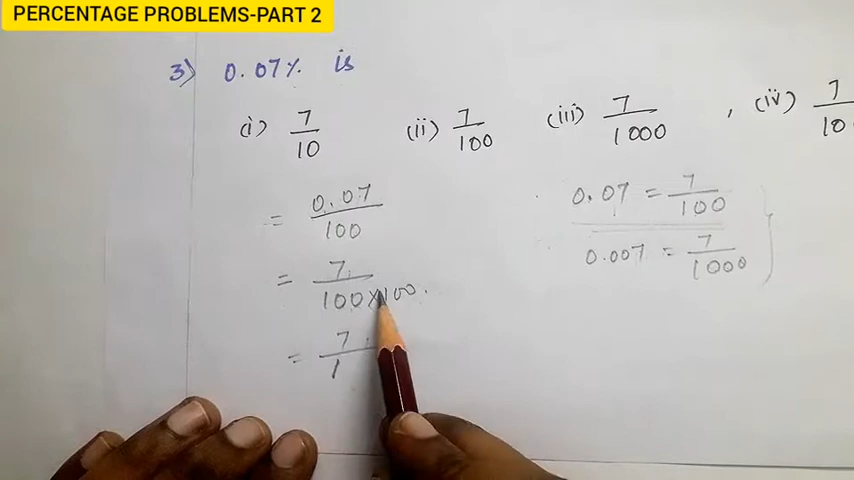 PERCENTAGE PROBLEMS-PART 2
3) 0.07% is
(i) 7/10 (ii) 7/100 (iii) 7/1000 , (iv) 7/10
= 0.07/100
0.07 = 7/100
= 7/100×100.
0.007 = 7/1000 }
= 7/1